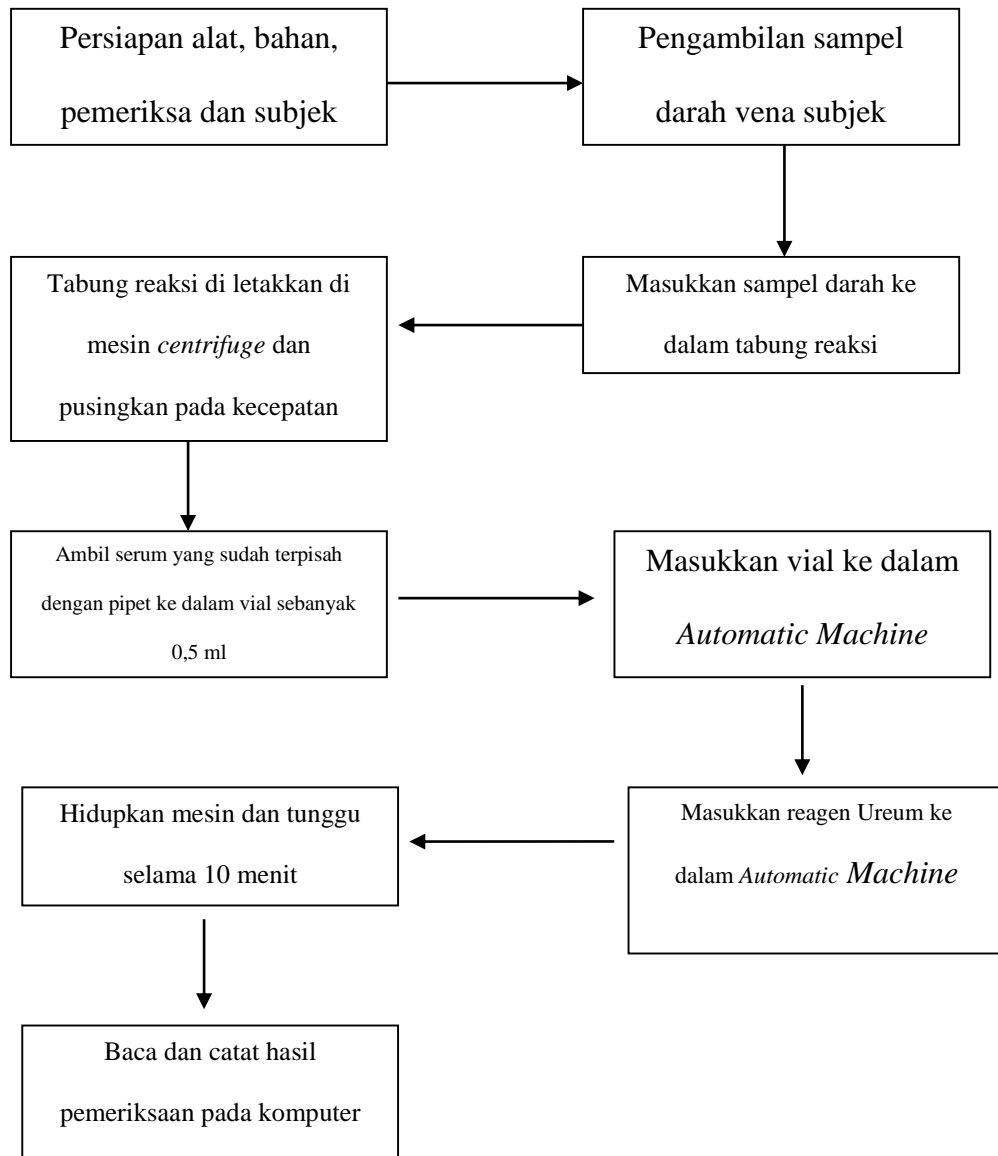 Persiapan alat, bahan,
pemeriksa dan subjek
Pengambilan sampel
darah vena subjek
Masukkan sampel darah ke
dalam tabung reaksi
Tabung reaksi di letakkan di
mesin centrifuge dan
pusingkan pada kecepatan
Ambil serum yang sudah terpisah
dengan pipet ke dalam vial sebanyak
0,5 ml
Masukkan vial ke dalam
Automatic Machine
Masukkan reagen Ureum ke
dalam Automatic Machine
Hidupkan mesin dan tunggu
selama 10 menit
Baca dan catat hasil
pemeriksaan pada komputer